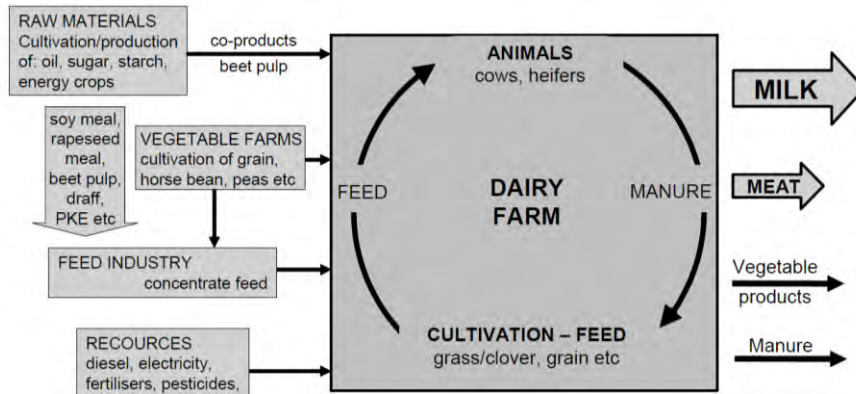 RAW MATERIALS
Cultivation/production
of: oil, sugar, starch,
energy crops
co-products
beet pulp
soy meal,
rapeseed
meal,
beet pulp,
draff,
PKE etc
VEGETABLE FARMS
cultivation of grain,
horse bean, peas etc
FEED INDUSTRY
concentrate feed
RECOURCES
diesel, electricity,
fertilisers, pesticides,
ANIMALS
cows, heifers
FEED
DAIRY
FARM
MANURE
CULTIVATION – FEED
grass/clover, grain etc
MILK
MEAT
Vegetable
products
Manure